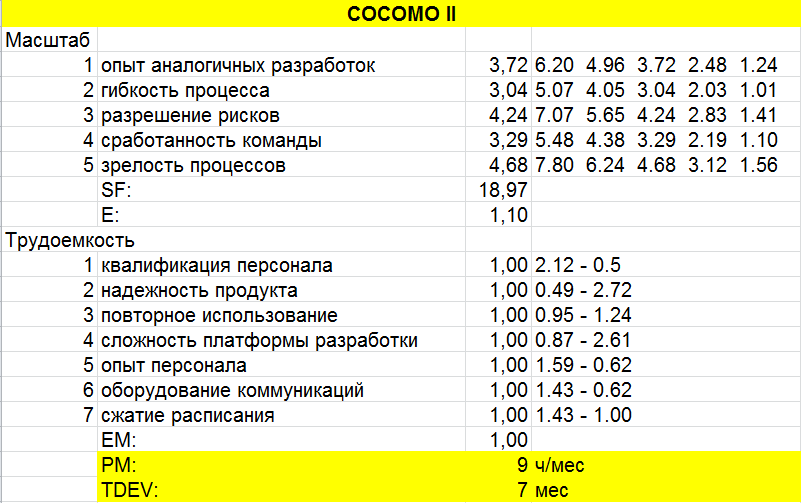 COCOMO II
Масштаб
1 опыт аналогичных разработок 3,72 6.20 4.96 3.72 2.48 1.24
2 гибкость процесса 3,04 5.07 4.05 3.04 2.03 1.01
3 разрешение рисков 4,24 7.07 5.65 4.24 2.83 1.41
4 сработанность команды 3,29 5.48 4.38 3.29 2.19 1.10
5 зрелость процессов 4,68 7.80 6.24 4.68 3.12 1.56
SF: 18,97
E: 1,10
Трудоемкость
1 квалификация персонала 1,00 2.12 - 0.5
2 надежность продукта 1,00 0.49 - 2.72
3 повторное использование 1,00 0.95 - 1.24
4 сложность платформы разработки 1,00 0.87 - 2.61
5 опыт персонала 1,00 1.59 - 0.62
6 оборудование коммуникаций 1,00 1.43 - 0.62
7 сжатие расписания 1,00 1.43 - 1.00
EM: 1,00
PM: 9 ч/мес
TDEV: 7 мес